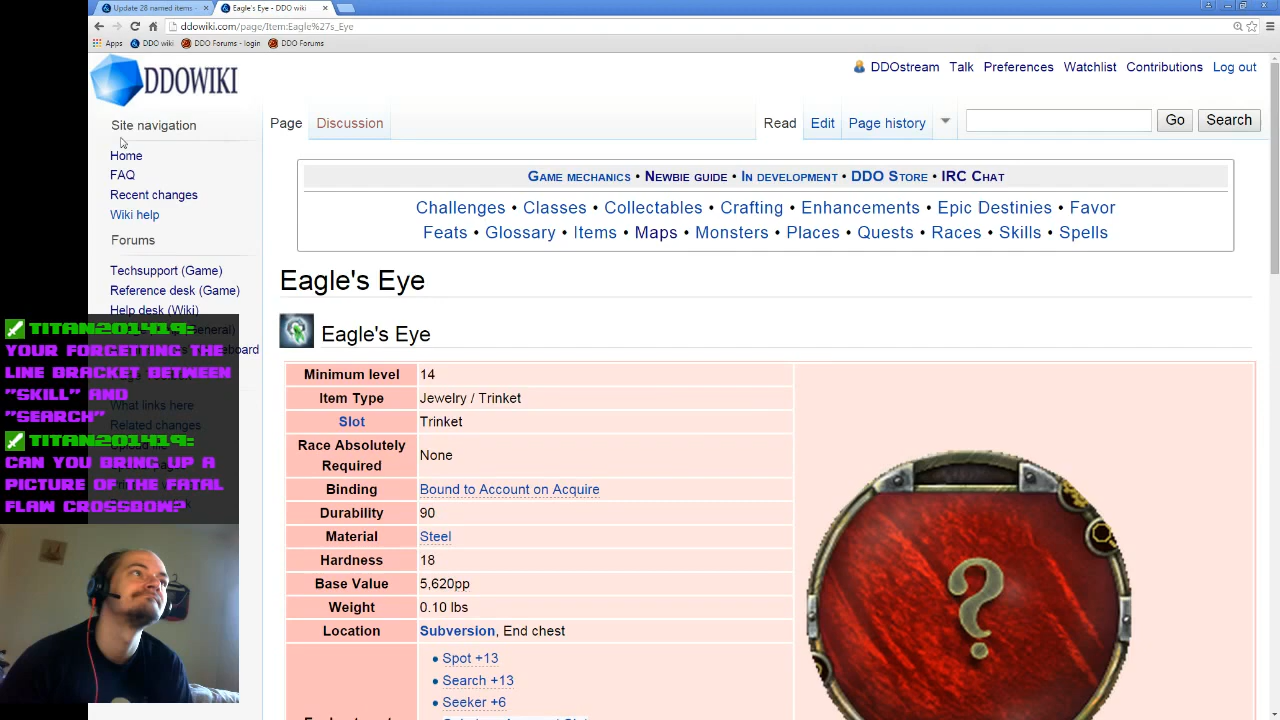 Update 28 named items -
Eagle's Eye - DDO wiki
ddowiki.com/page/Item:Eagle%27s_Eye
Apps
DDO wiki
DDO Forums - login
DDO Forums
DDOWIKI
DDOstream
Talk
Preferences
Watchlist
Contributions
Log out
Page
Discussion
Read
Edit
Page history
Go
Search
Site navigation
Home
FAQ
Recent changes
Wiki help
Forums
Techsupport (Game)
Reference desk (Game)
Help desk (Wiki)
General)
board
What links here
Related changes
Game mechanics • Newbie guide • In development • DDO Store • IRC Chat
Challenges • Classes • Collectables • Crafting • Enhancements • Epic Destinies • Favor
Feats • Glossary • Items • Maps • Monsters • Places • Quests • Races • Skills • Spells
Eagle's Eye
Eagle's Eye
Minimum level 14
Item Type Jewelry / Trinket
Slot Trinket
Race Absolutely
Required None
Binding Bound to Account on Acquire
Durability 90
Material Steel
Hardness 18
Base Value 5,620pp
Weight 0.10 lbs
Location Subversion, End chest
• Spot +13
• Search +13
• Seeker +6
?
TITAN201419:
YOUR FORGETTING THE
LINE BRACKET BETWEEN
"SKILL" AND
"SEARCH"
TITAN201419:
CAN YOU BRING UP A
PICTURE OF THE FATAL
FLAW CROSSBOW?